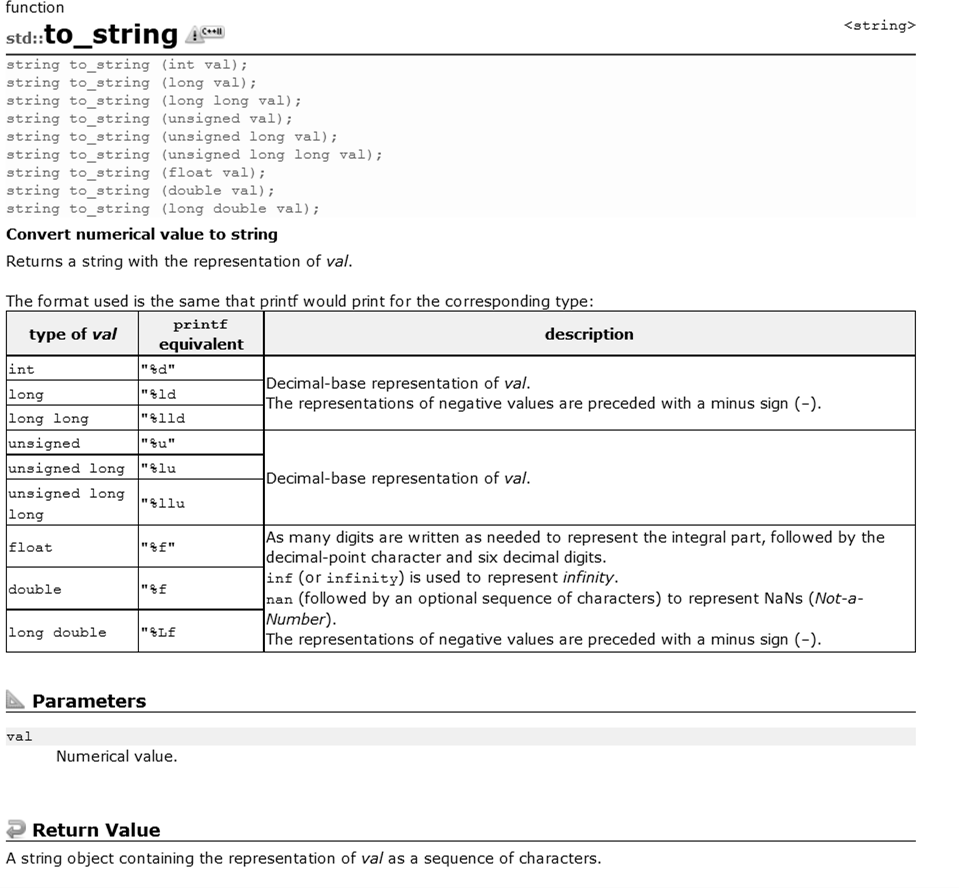 function
std::to_string C++11
<string>
string to_string (int val);
string to_string (long val);
string to_string (long long val);
string to_string (unsigned val);
string to_string (unsigned long val);
string to_string (unsigned long long val);
string to_string (float val);
string to_string (double val);
string to_string (long double val);
Convert numerical value to string
Returns a string with the representation of val.
The format used is the same that printf would print for the corresponding type:
type of val
printf
equivalent
description
int
"%d"
Decimal-base representation of val.
The representations of negative values are preceded with a minus sign (-).
long
"%ld
long long
"%lld
unsigned
"%u"
Decimal-base representation of val.
unsigned long
"%lu
unsigned long
long
"%llu
float
"%f"
As many digits are written as needed to represent the integral part, followed by the
decimal-point character and six decimal digits.
inf (or infinity) is used to represent infinity.
nan (followed by an optional sequence of characters) to represent NaNs (Not-a-
Number).
The representations of negative values are preceded with a minus sign (-).
double
"%f
long double
"%Lf
Parameters
val
Numerical value.
Return Value
A string object containing the representation of val as a sequence of characters.